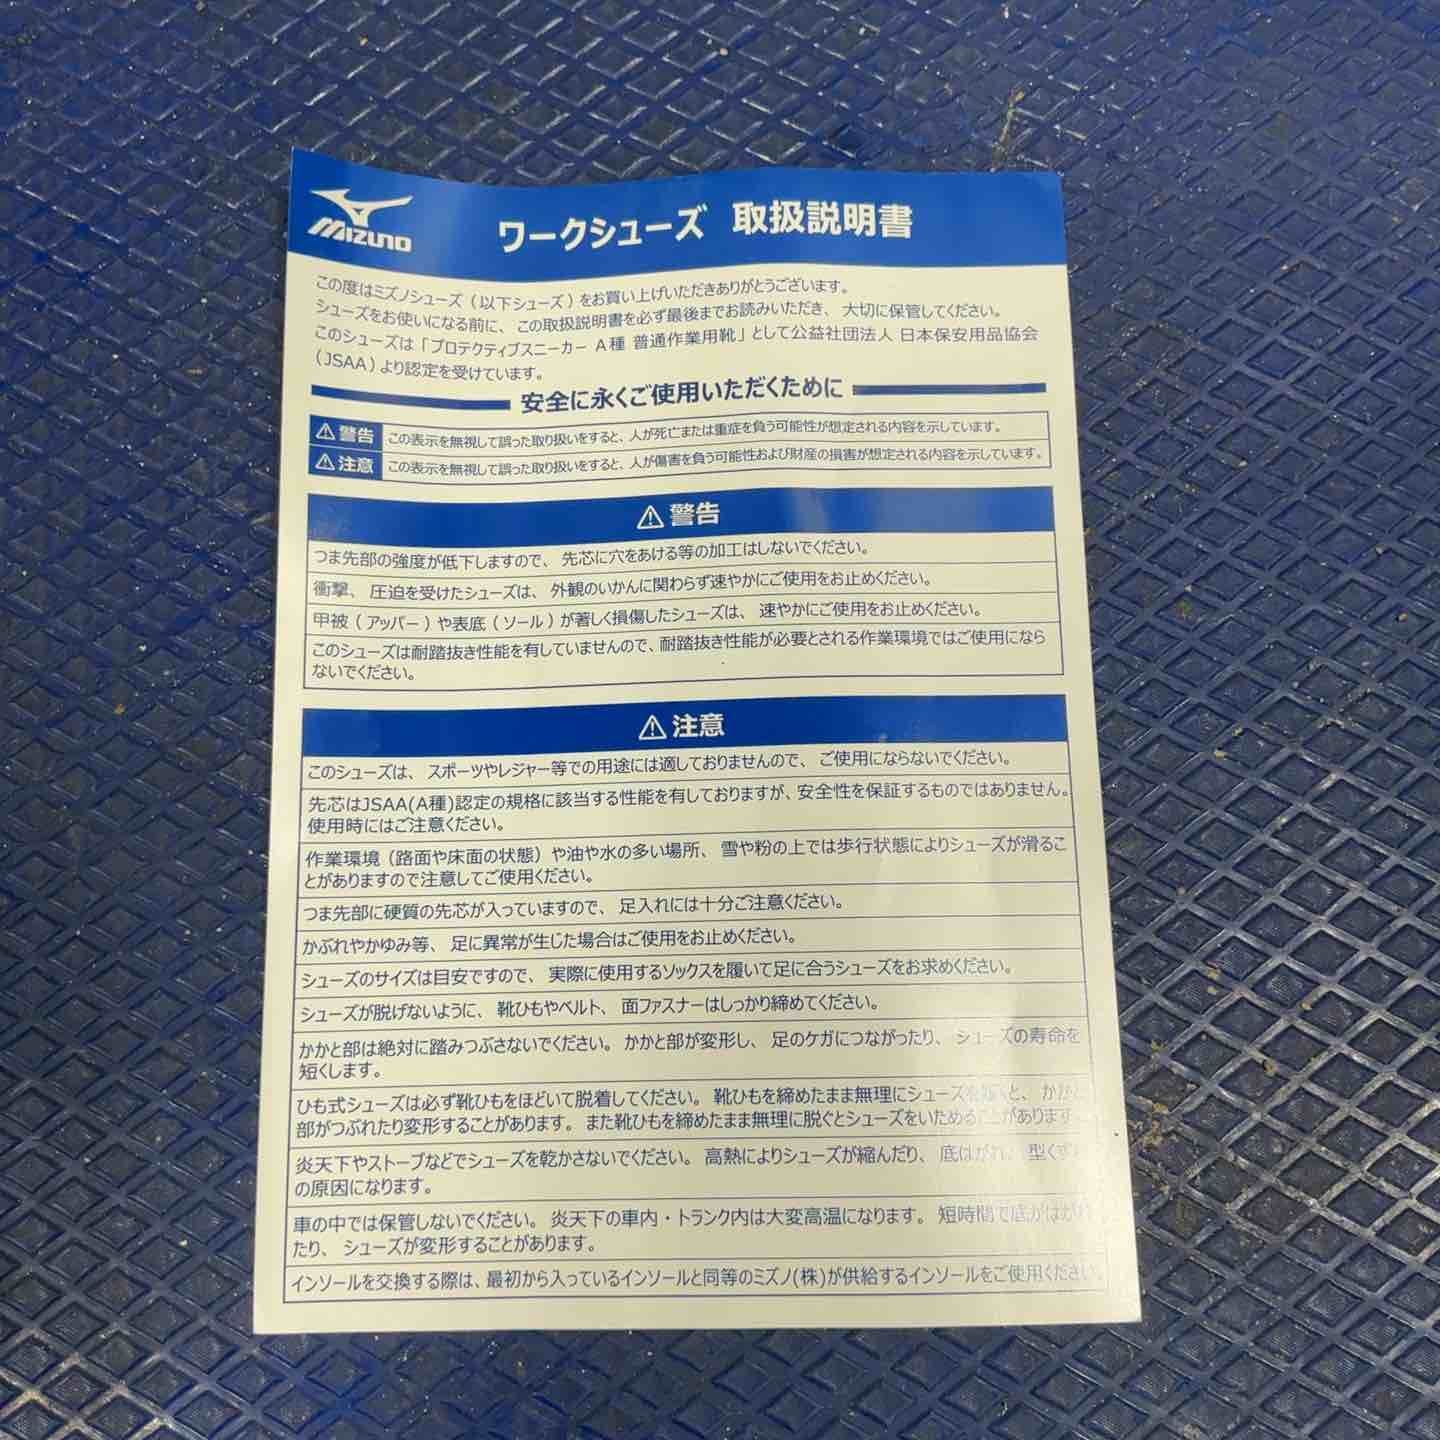 MIZUNO
ワークシューズ 取扱説明書
この度はミズノシューズ（以下シューズ）をお買い上げいただきありがとうございます。
シューズをお使いになる前に、この取扱説明書を必ず最後までお読みいただき、大切に保管してください。
このシューズは「プロテクティブスニーカー A種 普通作業用靴」として公益社団法人 日本保安用品協会
（JSAA）より認定を受けています。
安全に永くご使用いただくために
⚠警告 この表示を無視して誤った取り扱いをすると、人が死亡または重症を負う可能性が想定される内容を示しています。
⚠注意 この表示を無視して誤った取り扱いをすると、人が傷害を負う可能性および財産の損害が想定される内容を示しています。
⚠警告
つま先部の強度が低下しますので、先芯に穴をあける等の加工はしないでください。
衝撃、圧迫を受けたシューズは、外観のいかんに関わらず速やかにご使用をお止めください。
甲被（アッパー）や表底（ソール）が著しく損傷したシューズは、速やかにご使用をお止めください。
このシューズは耐踏抜き性能を有していませんので、耐踏抜き性能が必要とされる作業環境ではご使用になら
ないでください。
⚠注意
このシューズは、スポーツやレジャー等での用途には適しておりませんので、ご使用にならないでください。
先芯はJSAA(A種)認定の規格に該当する性能を有しておりますが、安全性を保証するものではありません。
使用時にはご注意ください。
作業環境（路面や床面の状態）や油や水の多い場所、雪や粉の上では歩行状態によりシューズが滑るこ
とがありますので注意してご使用ください。
つま先部に硬質の先芯が入っていますので、足入れには十分ご注意ください。
かぶれやかゆみ等、足に異常が生じた場合はご使用をお止めください。
シューズのサイズは目安ですので、実際に使用するソックスを履いて足に合うシューズをお求めください。
シューズが脱げないように、靴ひもやベルト、面ファスナーはしっかり締めてください。
かかと部は絶対に踏みつぶさないでください。かかと部が変形し、足のケガにつながったり、シューズの寿命を
短くします。
ひも式シューズは必ず靴ひもをほどいて脱着してください。靴ひもを締めたまま無理にシューズを と、かかと
部がつぶれたり変形することがあります。また靴ひもを締めたまま無理に脱ぐとシューズをいためることがあります。
炎天下やストーブなどでシューズを乾かさないでください。高熱によりシューズが縮んだり、底はがれ、型くずれ
の原因になります。
車の中では保管しないでください。炎天下の車内・トランク内は大変高温になります。短時間で底がはがれ
たり、シューズが変形することがあります。
インソールを交換する際は、最初から入っているインソールと同等のミズノ(株)が供給するインソールをご使用ください。